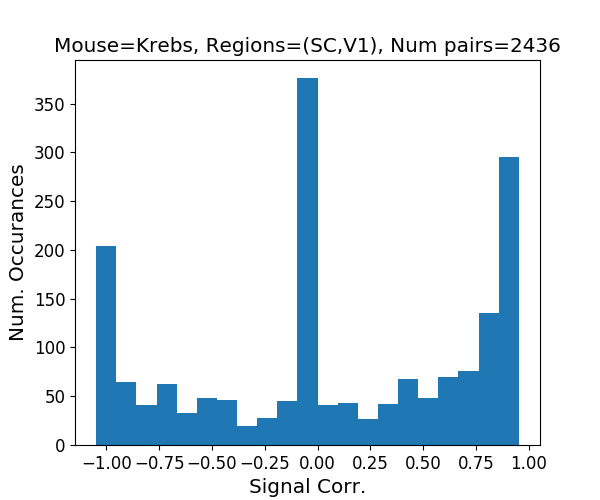 Mouse=Krebs, Regions=(SC,V1), Num pairs=2436
350
300
250
200
150
100
50
0
Num. Occurances
−1.00 −0.75 −0.50 −0.25 0.00 0.25 0.50 0.75 1.00
Signal Corr.